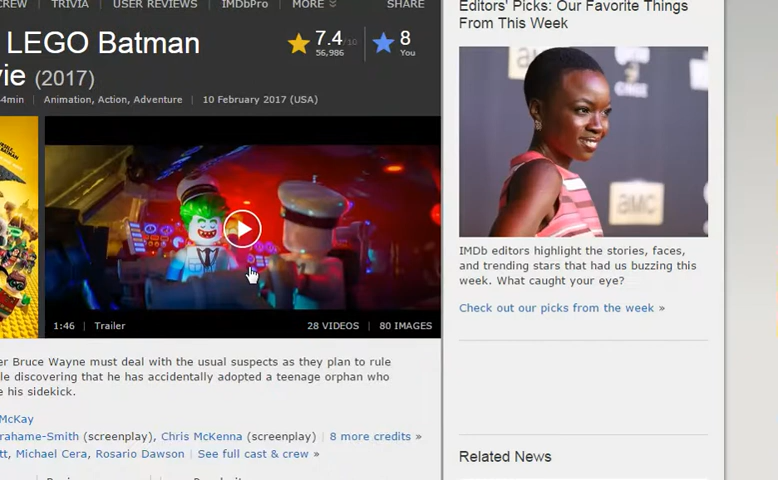 CREW | TRIVIA | USER REVIEWS | IMDbPro | MORE | SHARE
LEGO Batman
ie (2017)
7.4/10
56,986
8
You
4min | Animation, Action, Adventure | 10 February 2017 (USA)
1:46 | Trailer
28 VIDEOS | 80 IMAGES
er Bruce Wayne must deal with the usual suspects as they plan to rule
le discovering that he has accidentally adopted a teenage orphan who
e his sidekick.
McKay
rahame-Smith (screenplay), Chris McKenna (screenplay) | 8 more credits »
tt, Michael Cera, Rosario Dawson | See full cast & crew »
Editors' Picks: Our Favorite Things
From This Week
amc
IMDb editors highlight the stories, faces,
and trending stars that had us buzzing this
week. What caught your eye?
Check out our picks from the week »
Related News